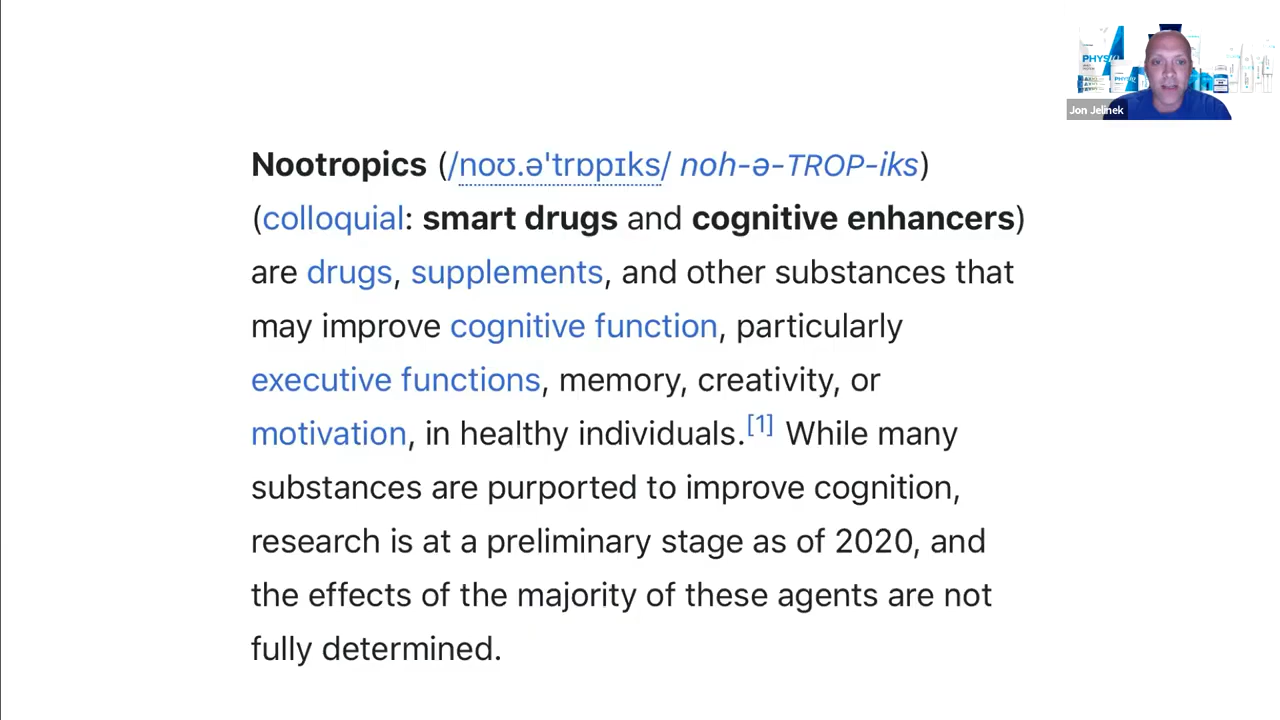 PHYSI
PHYSI
Jon Jelinek
Nootropics (/noʊ.ə'trɒpɪks/ noh-ə-TROP-iks)
(colloquial: smart drugs and cognitive enhancers)
are drugs, supplements, and other substances that
may improve cognitive function, particularly
executive functions, memory, creativity, or
motivation, in healthy individuals.[1] While many
substances are purported to improve cognition,
research is at a preliminary stage as of 2020, and
the effects of the majority of these agents are not
fully determined.